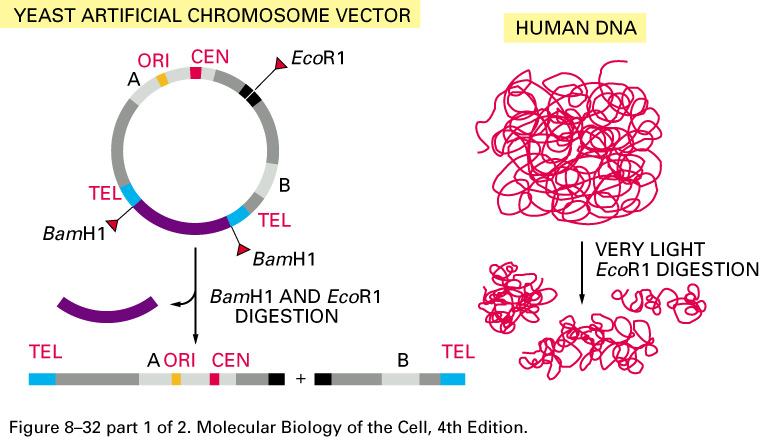 YEAST ARTIFICIAL CHROMOSOME VECTOR
HUMAN DNA
ORI
CEN
EcoR1
A
B
TEL
TEL
BamH1
BamH1
VERY LIGHT
EcoR1 DIGESTION
BamH1 AND EcoR1
DIGESTION
TEL
A
ORI
CEN
+
B
TEL
Figure 8–32 part 1 of 2. Molecular Biology of the Cell, 4th Edition.